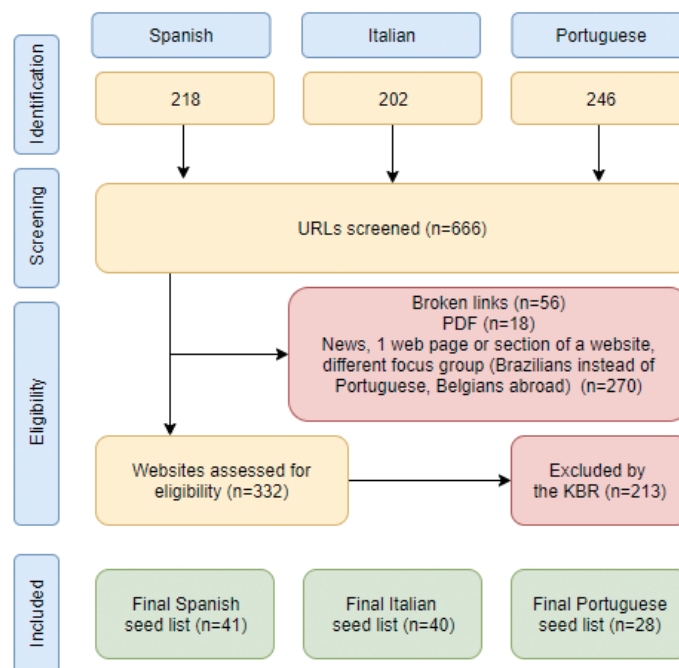 Spanish
Italian
Portuguese
Identification
218
202
246
Screening
URLs screened (n=666)
Eligibility
Broken links (n=56)
PDF (n=18)
News, 1 web page or section of a website,
different focus group (Brazilians instead of
Portuguese, Belgians abroad)  (n=270)
Websites assessed for
eligibility (n=332)
Excluded by
the KBR (n=213)
Included
Final Spanish
seed list (n=41)
Final Italian
seed list (n=40)
Final Portuguese
seed list (n=28)